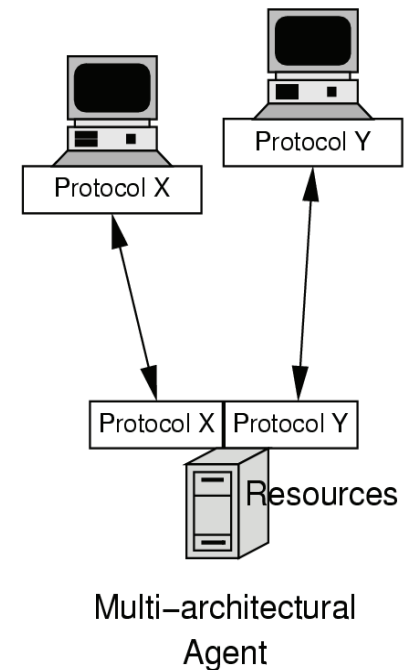 Protocol Y
Protocol X
Protocol X
Protocol Y
Resources
Multi−architectural
Agent